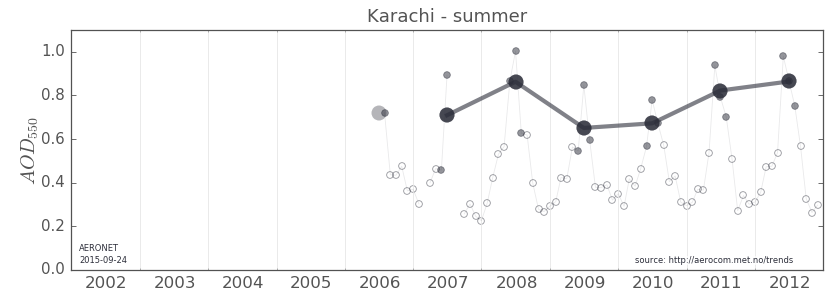 Karachi - summer
AOD550
1.0
0.8
0.6
0.4
0.2
0.0
AERONET
2015-09-24
source: http://aerocom.met.no/trends
2002 2003 2004 2005 2006 2007 2008 2009 2010 2011 2012